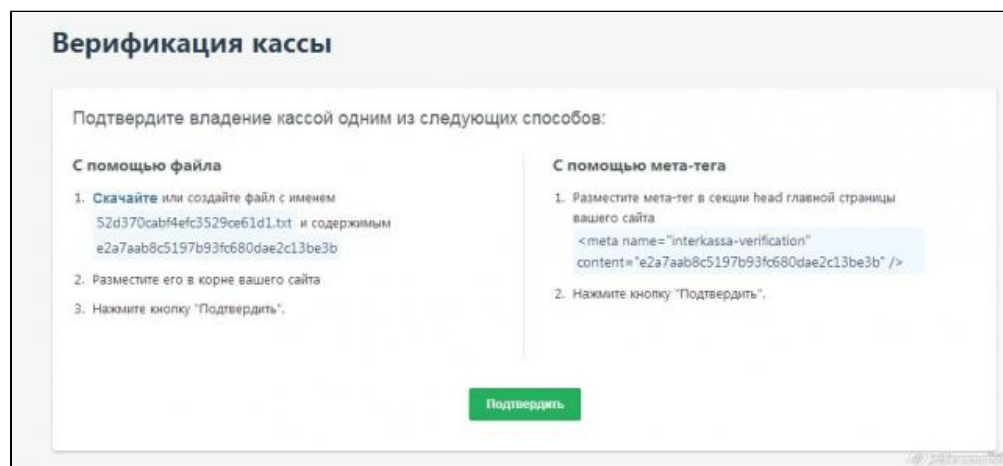 Верификация кассы
Подтвердите владение кассой одним из следующих способов:
С помощью файла
1. Скачайте или создайте файл с именем
52d370cabf4efc3529ce61d1.txt и содержимым
e2a7aab8c5197b93fc680dae2c13be3b
2. Разместите его в корне вашего сайта
3. Нажмите кнопку "Подтвердить".
С помощью мета-тега
1. Разместите мета-тег в секции head главной страницы
вашего сайта
<meta name="interkassa-verification"
content="e2a7aab8c5197b93fc680dae2c13be3b" />
2. Нажмите кнопку "Подтвердить".
Подтвердить